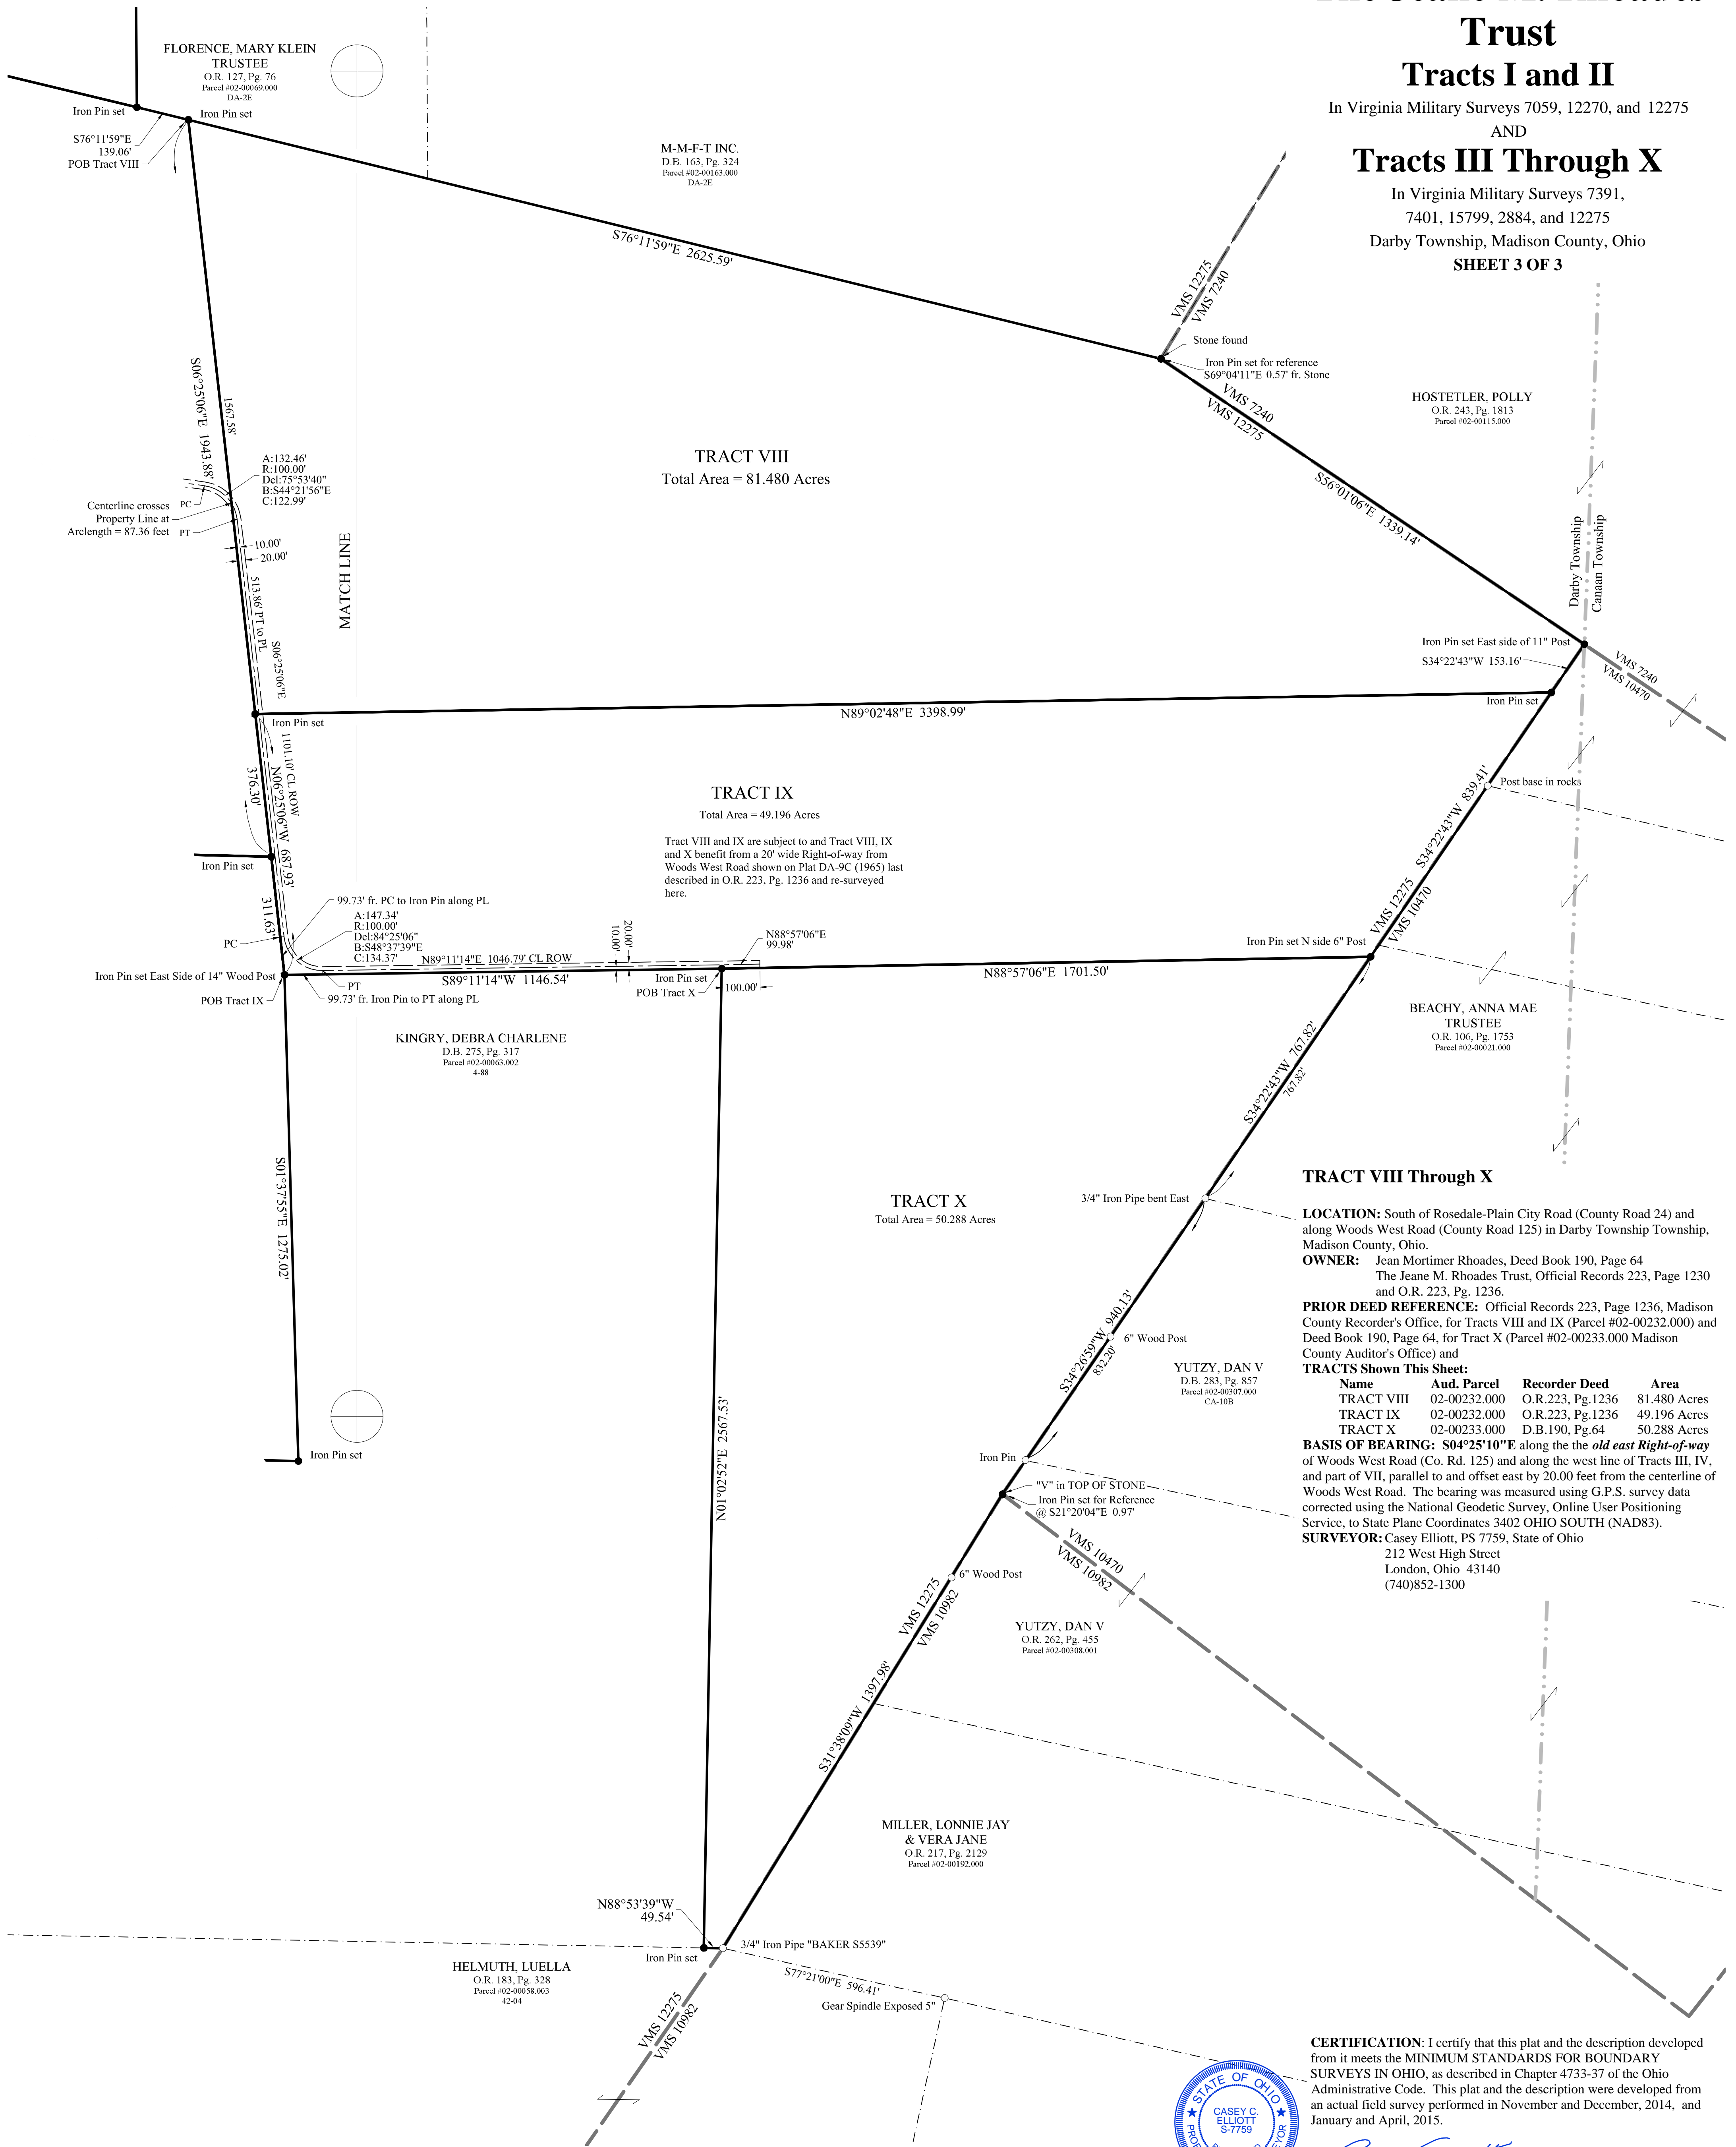 Trust
Tracts I and II
In Virginia Military Surveys 7059, 12270, and 12275
AND
Tracts III Through X
In Virginia Military Surveys 7391,
7401, 15799, 2884, and 12275
Darby Township, Madison County, Ohio
SHEET 3 OF 3
FLORENCE, MARY KLEIN
TRUSTEE
O.R. 127, Pg. 76
Parcel #02-00069.000
DA-2E
Iron Pin set
Iron Pin set
S76°11'59"E
139.06'
POB Tract VIII
M-M-F-T INC.
D.B. 163, Pg. 324
Parcel #02-00163.000
DA-2E
S76°11'59"E 2625.59'
VMS 12275
VMS 7240
Stone found
Iron Pin set for reference
S69°04'11"E 0.57' fr. Stone
VMS 7240
VMS 12275
HOSTETLER, POLLY
O.R. 243, Pg. 1813
Parcel #02-00115.000
S06°25'06"E 1943.88'
1567.58'
TRACT VIII
Total Area = 81.480 Acres
A:132.46'
R:100.00'
Del:75°53'40"
B:S44°21'56"E
C:122.99'
PC
Centerline crosses
Property Line at
Arclength = 87.36 feet
PT
10.00'
20.00'
S56°01'06"E 1339.14'
Darby Township
Canaan Township
MATCH LINE
513.86' PT to PL
S06°25'06"E
Iron Pin set East side of 11" Post
S34°22'43"W 153.16'
VMS 7240
VMS 10470
Iron Pin set
N89°02'48"E 3398.99'
Iron Pin set
1101.10' CL ROW
N06°25'06"W 687.93'
376.30'
TRACT IX
Total Area = 49.196 Acres
Tract VIII and IX are subject to and Tract VIII, IX
and X benefit from a 20' wide Right-of-way from
Woods West Road shown on Plat DA-9C (1965) last
described in O.R. 223, Pg. 1236 and re-surveyed
here.
Post base in rocks
S34°22'43"W 839.41'
Iron Pin set
311.63'
99.73' fr. PC to Iron Pin along PL
A:147.34'
R:100.00'
Del:84°25'06"
B:S48°37'39"E
C:134.37'
PC
VMS 12275
VMS 10470
20.00'
10.00'
N88°57'06"E
99.98'
Iron Pin set N side 6" Post
N89°11'14"E 1046.79' CL ROW
Iron Pin set East Side of 14" Wood Post
S89°11'14"W 1146.54'
Iron Pin set
N88°57'06"E 1701.50'
PT
POB Tract X
100.00'
POB Tract IX
99.73' fr. Iron Pin to PT along PL
KINGRY, DEBRA CHARLENE
D.B. 275, Pg. 317
Parcel #02-00063.002
4-88
BEACHY, ANNA MAE
TRUSTEE
O.R. 106, Pg. 1753
Parcel #02-00021.000
S34°22'43"W 767.82'
767.82'
S01°37'55"E 1275.02'
TRACT X
Total Area = 50.288 Acres
3/4" Iron Pipe bent East
TRACT VIII Through X
LOCATION: South of Rosedale-Plain City Road (County Road 24) and
along Woods West Road (County Road 125) in Darby Township Township,
Madison County, Ohio.
OWNER: Jean Mortimer Rhoades, Deed Book 190, Page 64
The Jeane M. Rhoades Trust, Official Records 223, Page 1230
and O.R. 223, Pg. 1236.
PRIOR DEED REFERENCE: Official Records 223, Page 1236, Madison
County Recorder's Office, for Tracts VIII and IX (Parcel #02-00232.000) and
Deed Book 190, Page 64, for Tract X (Parcel #02-00233.000 Madison
County Auditor's Office) and
TRACTS Shown This Sheet:
Name Aud. Parcel Recorder Deed Area
TRACT VIII 02-00232.000 O.R.223, Pg.1236 81.480 Acres
TRACT IX 02-00232.000 O.R.223, Pg.1236 49.196 Acres
TRACT X 02-00233.000 D.B.190, Pg.64 50.288 Acres
BASIS OF BEARING: S04°25'10"E along the the old east Right-of-way
of Woods West Road (Co. Rd. 125) and along the west line of Tracts III, IV,
and part of VII, parallel to and offset east by 20.00 feet from the centerline of
Woods West Road. The bearing was measured using G.P.S. survey data
corrected using the National Geodetic Survey, Online User Positioning
Service, to State Plane Coordinates 3402 OHIO SOUTH (NAD83).
SURVEYOR: Casey Elliott, PS 7759, State of Ohio
212 West High Street
London, Ohio 43140
(740)852-1300
S34°26'59"W 940.13'
832.20'
6" Wood Post
YUTZY, DAN V
D.B. 283, Pg. 857
Parcel #02-00307.000
CA-10B
N01°02'52"E 2567.53'
Iron Pin set
Iron Pin
"V" in TOP OF STONE
Iron Pin set for Reference
@ S21°20'04"E 0.97'
VMS 10470
VMS 10982
6" Wood Post
VMS 12275
VMS 10982
YUTZY, DAN V
O.R. 262, Pg. 455
Parcel #02-00308.001
S31°38'09"W 1397.98'
MILLER, LONNIE JAY
& VERA JANE
O.R. 217, Pg. 2129
Parcel #02-00192.000
N88°53'39"W
49.54'
3/4" Iron Pipe "BAKER S5539"
Iron Pin set
HELMUTH, LUELLA
O.R. 183, Pg. 328
Parcel #02-00058.003
42-04
S77°21'00"E 596.41'
Gear Spindle Exposed 5"
VMS 12275
VMS 10982
CERTIFICATION: I certify that this plat and the description developed
from it meets the MINIMUM STANDARDS FOR BOUNDARY
SURVEYS IN OHIO, as described in Chapter 4733-37 of the Ohio
Administrative Code. This plat and the description were developed from
an actual field survey performed in November and December, 2014, and
January and April, 2015.
STATE OF OHIO
CASEY C.
ELLIOTT
S-7759